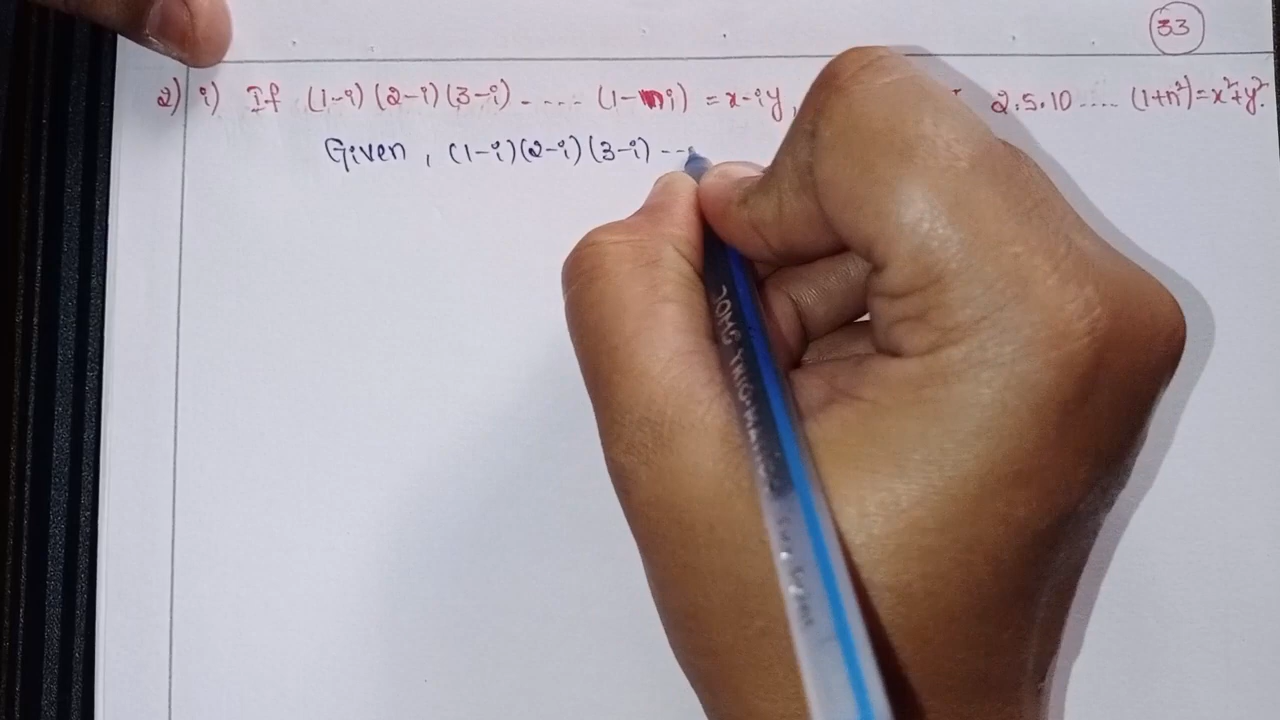 33
2) i) If (1-i)(2-i)(3-i)----- (1-ni) = x-iy, 2.5.10 ..... (1+n²)=x²+y².
Given, (1-i)(2-i)(3-i) ---